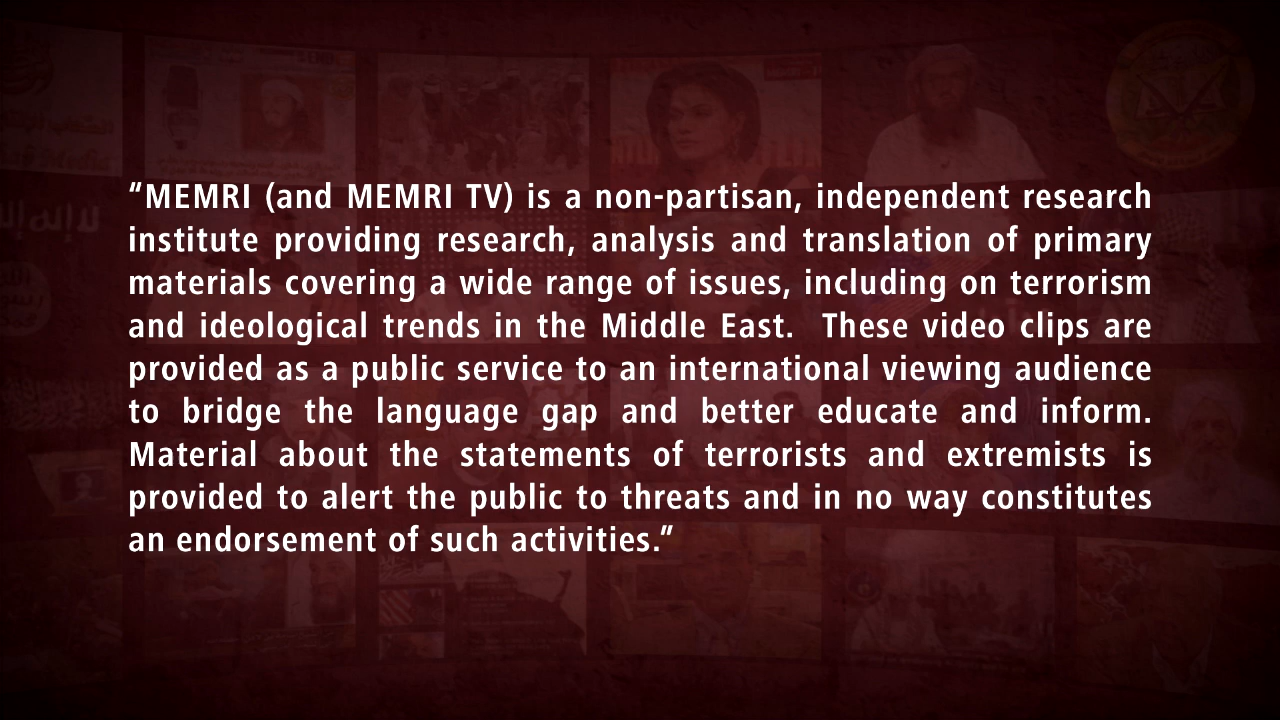 “MEMRI (and MEMRI TV) is a non-partisan, independent research
institute providing research, analysis and translation of primary
materials covering a wide range of issues, including on terrorism
and ideological trends in the Middle East.  These video clips are
provided as a public service to an international viewing audience
to bridge the language gap and better educate and inform.
Material about the statements of terrorists and extremists is
provided to alert the public to threats and in no way constitutes
an endorsement of such activities.”